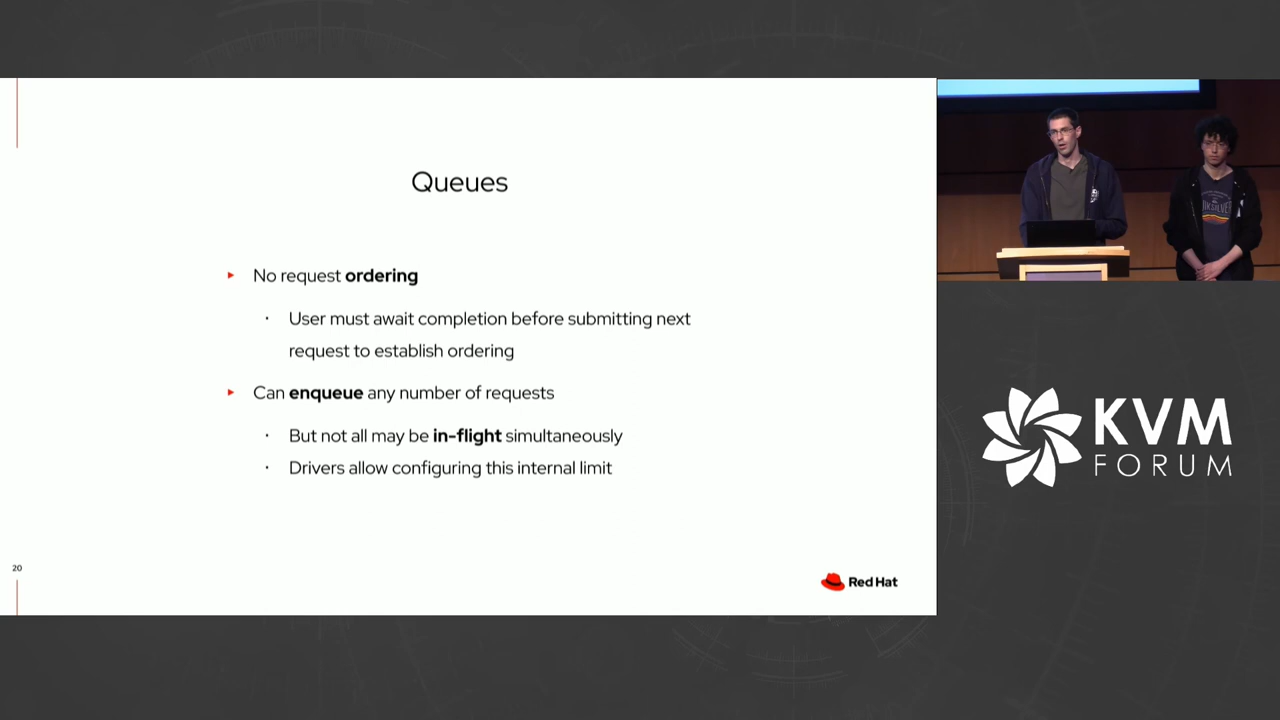 Queues
▸ No request ordering
· User must await completion before submitting next
request to establish ordering
▸ Can enqueue any number of requests
· But not all may be in-flight simultaneously
· Drivers allow configuring this internal limit
20
Red Hat
KVM
FORUM